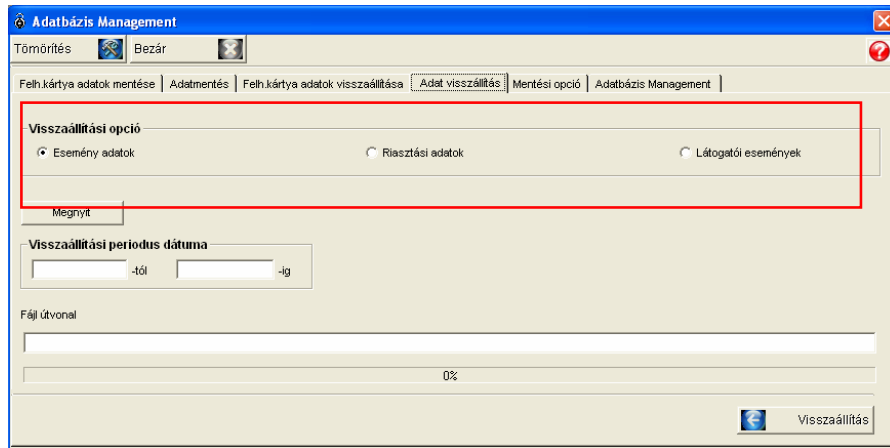 Adatbázis Management
Tömörítés Bezár
Felh.kártya adatok mentése Adatmentés Felh.kártya adatok visszaállítása Adat visszállítás Mentési opció Adatbázis Management
Visszaállítási opció
Esemény adatok Riasztási adatok Látogatói események
Megnyit
Visszaállítási periodus dátuma
-tól -ig
Fájl útvonal
0%
Visszaállítás